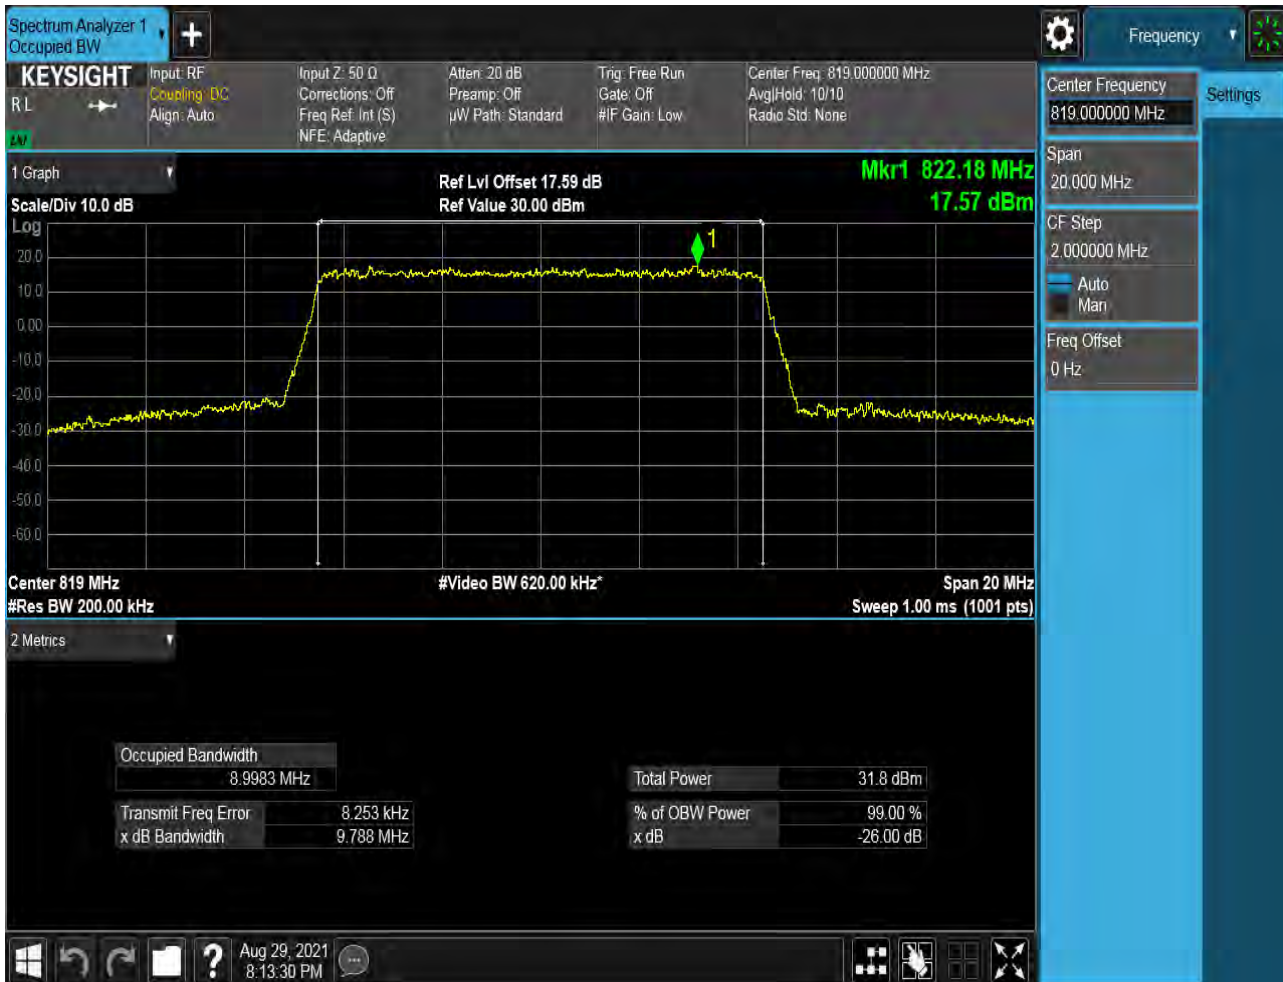 Spectrum Analyzer 1
Occupied BW
Frequency
KEYSIGHT
R L
Input: RF
Coupling: DC
Align: Auto
Input Z: 50 Ω
Corrections: Off
Freq Ref: Int (S)
NFE: Adaptive
Atten: 20 dB
Preamp: Off
µW Path: Standard
Trig: Free Run
Gate: Off
#IF Gain: Low
Center Freq: 819.000000 MHz
Avg|Hold: 10/10
Radio Std: None
Center Frequency
819.000000 MHz
Settings
Span
20.000 MHz
CF Step
2.000000 MHz
Auto
Man
Freq Offset
0 Hz
1 Graph
Scale/Div 10.0 dB
Ref Lvl Offset 17.59 dB
Ref Value 30.00 dBm
Mkr1 822.18 MHz
17.57 dBm
Log
1
20.0
10.0
0.00
-10.0
-20.0
-30.0
-40.0
-50.0
-60.0
Center 819 MHz
#Video BW 620.00 kHz*
Span 20 MHz
#Res BW 200.00 kHz
Sweep 1.00 ms (1001 pts)
2 Metrics
Occupied Bandwidth
8.9983 MHz
Transmit Freq Error 8.253 kHz
x dB Bandwidth 9.788 MHz
Total Power 31.8 dBm
% of OBW Power 99.00 %
x dB -26.00 dB
?
Aug 29, 2021
8:13:30 PM